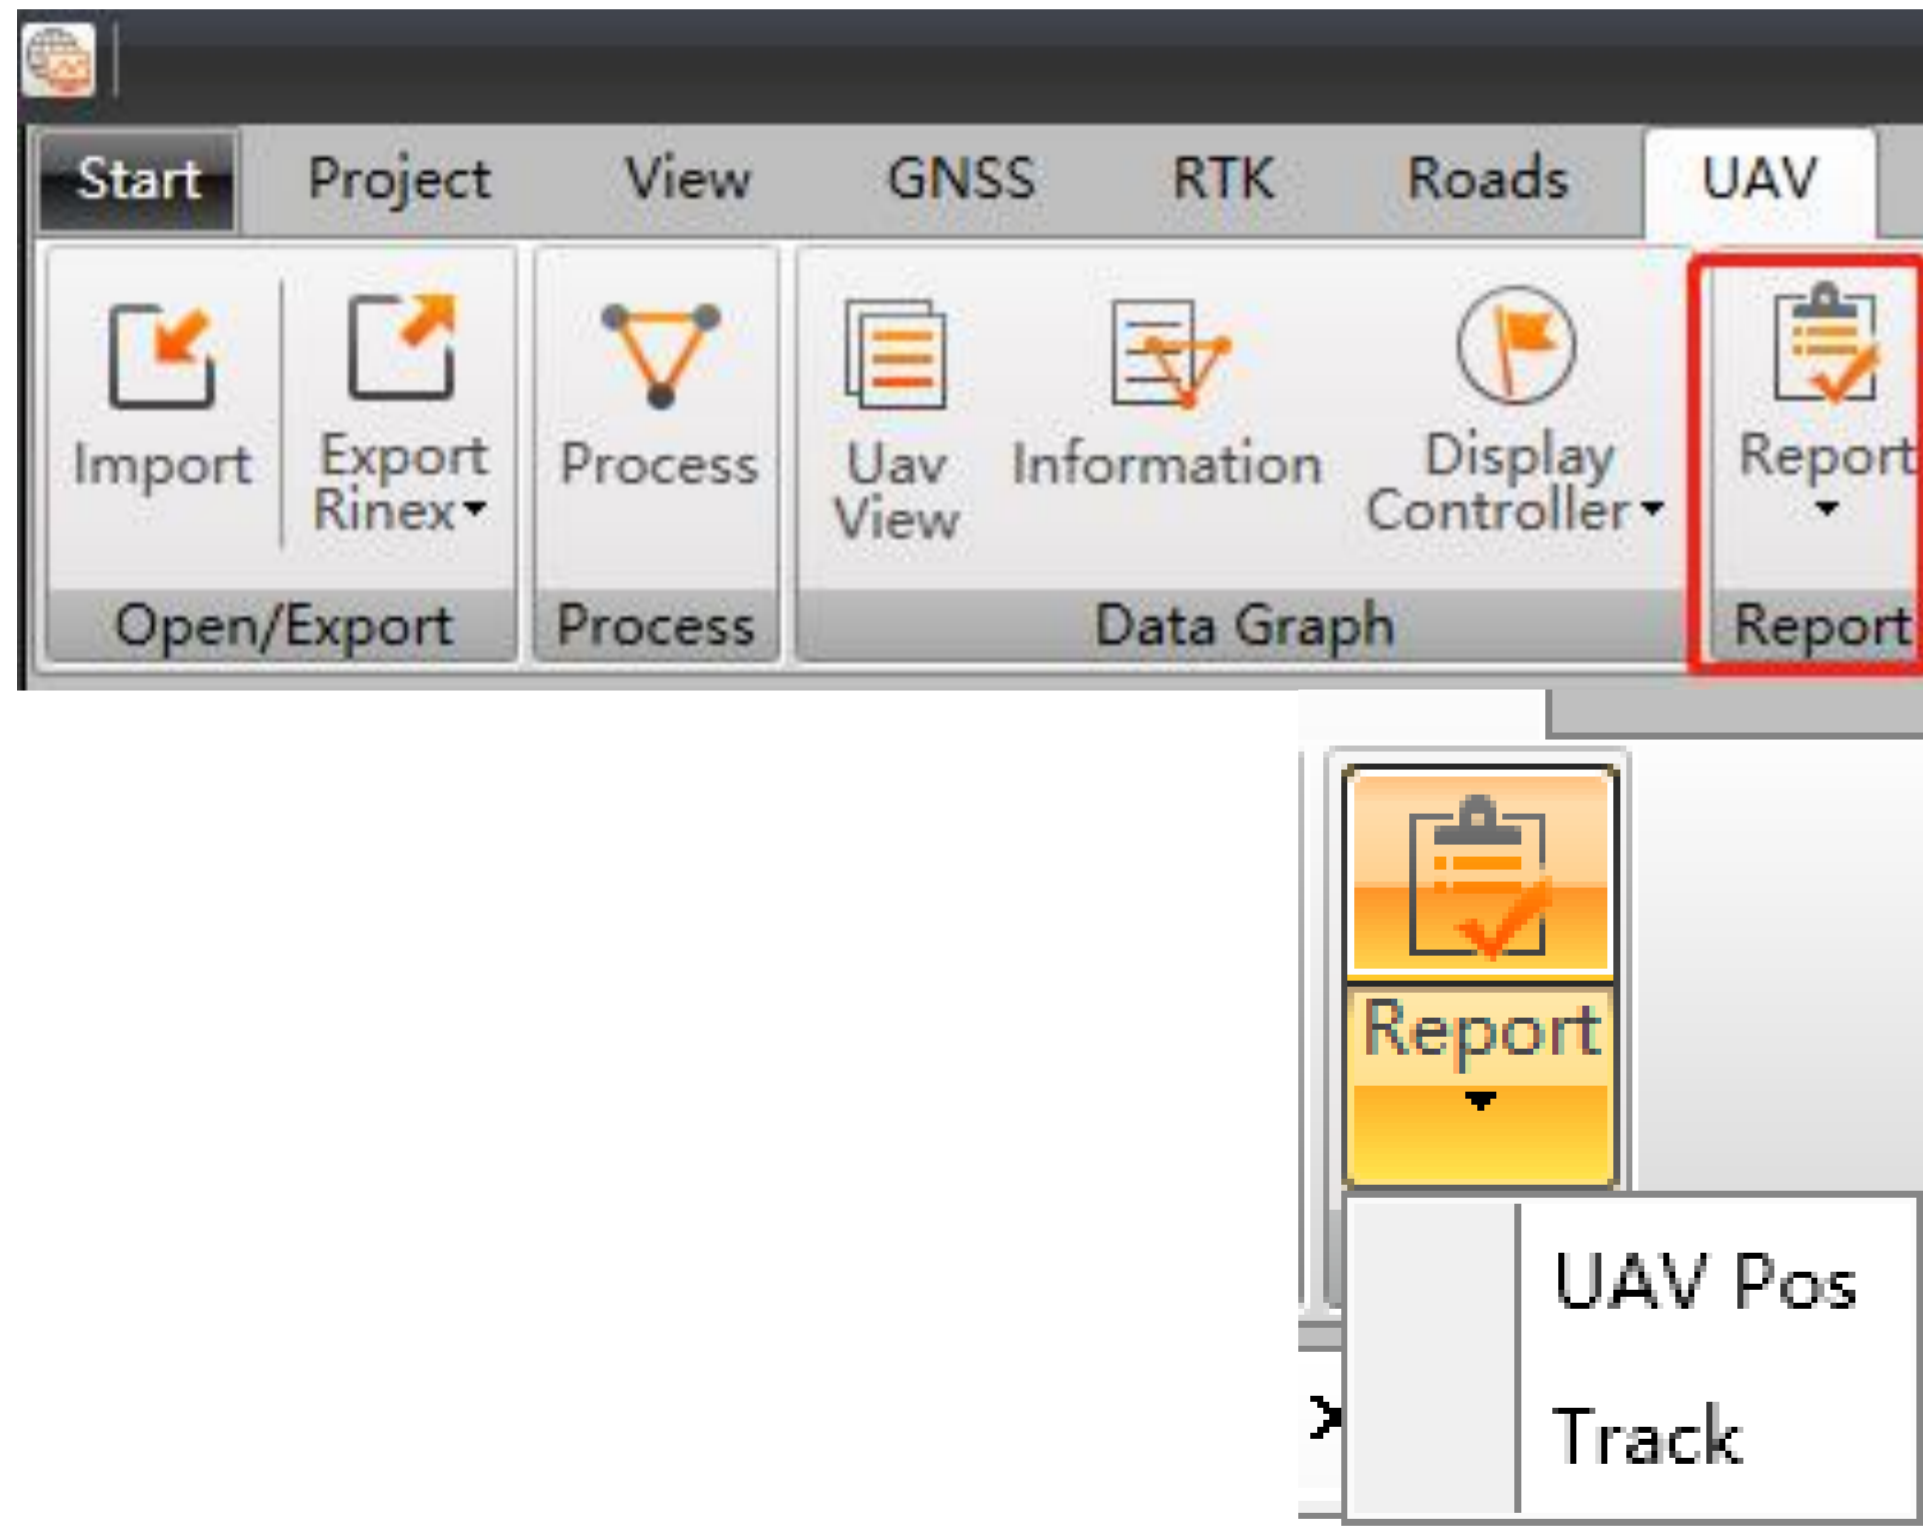 Start Project View GNSS RTK Roads UAV
Import Export Rinex Process Uav View Information Display Controller Report
Open/Export Process Data Graph Report
Report
UAV Pos
Track